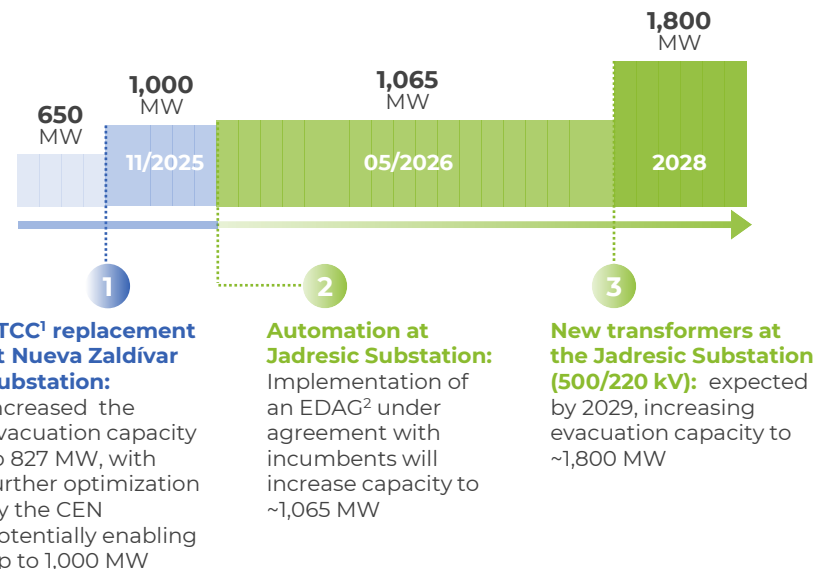 1,800
MW
1,000
MW
1,065
MW
650
MW
11/2025
05/2026
2028
1
2
3
TCC¹ replacement
t Nueva Zaldívar
ubstation:
ncreased the
vacuation capacity
o 827 MW, with
urther optimization
y the CEN
otentially enabling
p to 1,000 MW
Automation at
Jadresic Substation:
Implementation of
an EDAG² under
agreement with
incumbents will
increase capacity to
~1,065 MW
New transformers at
the Jadresic Substation
(500/220 kV): expected
by 2029, increasing
evacuation capacity to
~1,800 MW